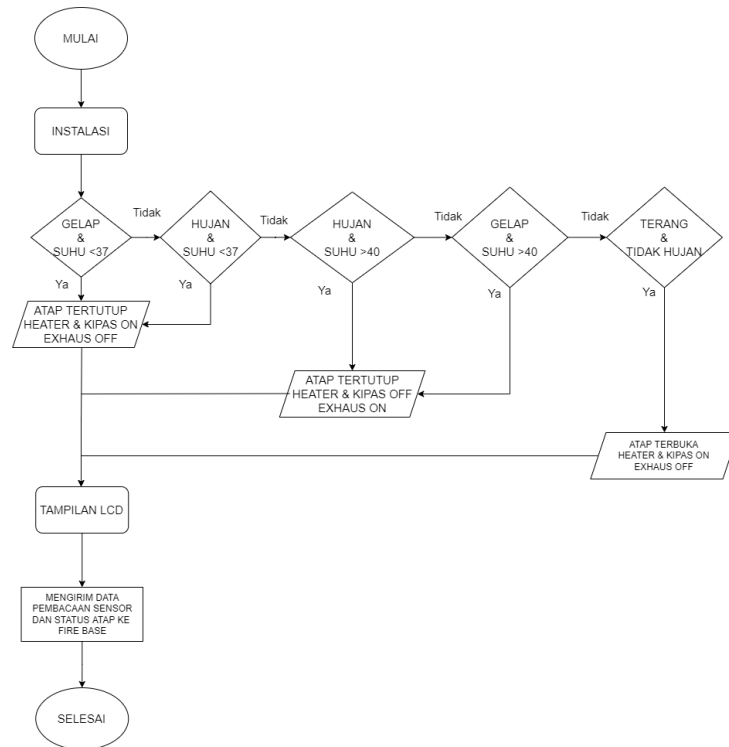 MULAI
INSTALASI
GELAP
&
SUHU <37
Tidak
HUJAN
&
SUHU <37
Tidak
HUJAN
&
SUHU >40
Tidak
GELAP
&
SUHU >40
Tidak
TERANG
&
TIDAK HUJAN
Ya
Ya
Ya
Ya
Ya
ATAP TERTUTUP
HEATER & KIPAS ON
EXHAUS OFF
ATAP TERTUTUP
HEATER & KIPAS OFF
EXHAUS ON
ATAP TERBUKA
HEATER & KIPAS ON
EXHAUS OFF
TAMPILAN LCD
MENGIRIM DATA
PEMBACAAN SENSOR
DAN STATUS ATAP KE
FIRE BASE
SELESAI